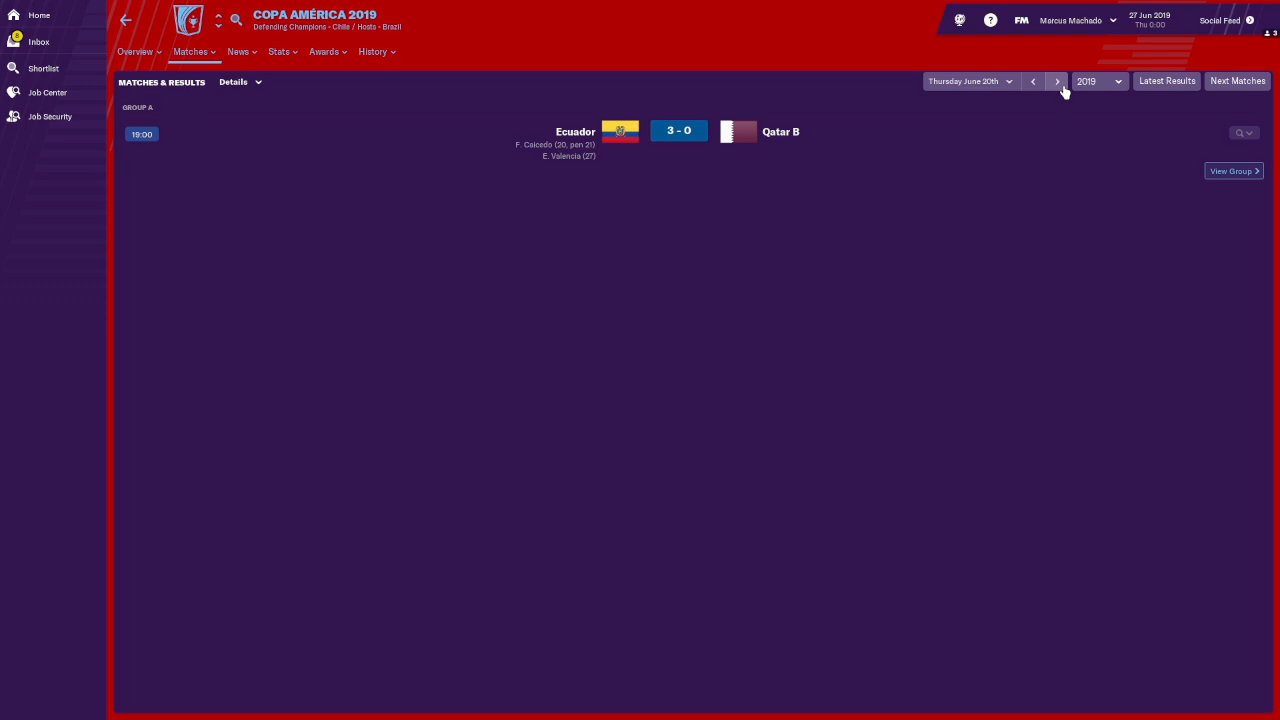 Home
8
Inbox
Shortlist
Job Center
Job Security
COPA AMÉRICA 2019
Defending Champions - Chile / Hosts - Brazil
FM
Marcus Machado
27 Jun 2019
Thu 0:00
Social Feed
3
Overview
Matches
News
Stats
Awards
History
MATCHES & RESULTS
Details
Thursday June 20th
2019
Latest Results
Next Matches
GROUP A
19:00
Ecuador
3 - 0
Qatar B
F. Caicedo (20, pen 21)
E. Valencia (27)
View Group